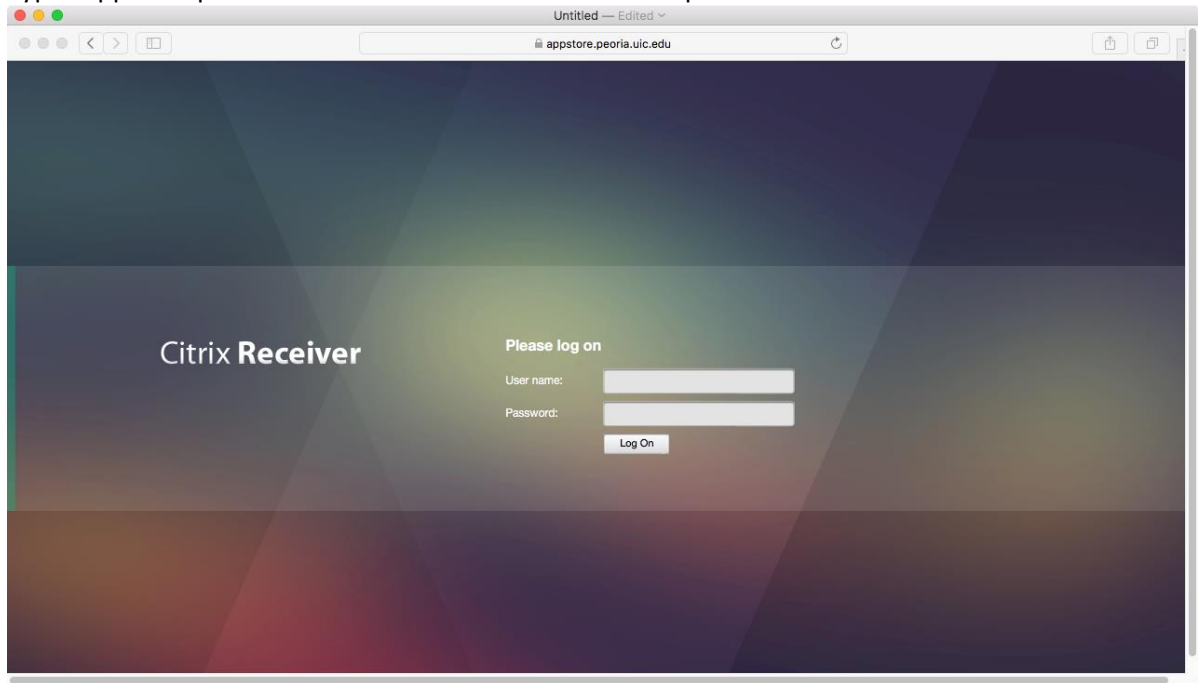 Untitled — Edited
appstore.peoria.uic.edu
Citrix Receiver
Please log on
User name:
Password:
Log On